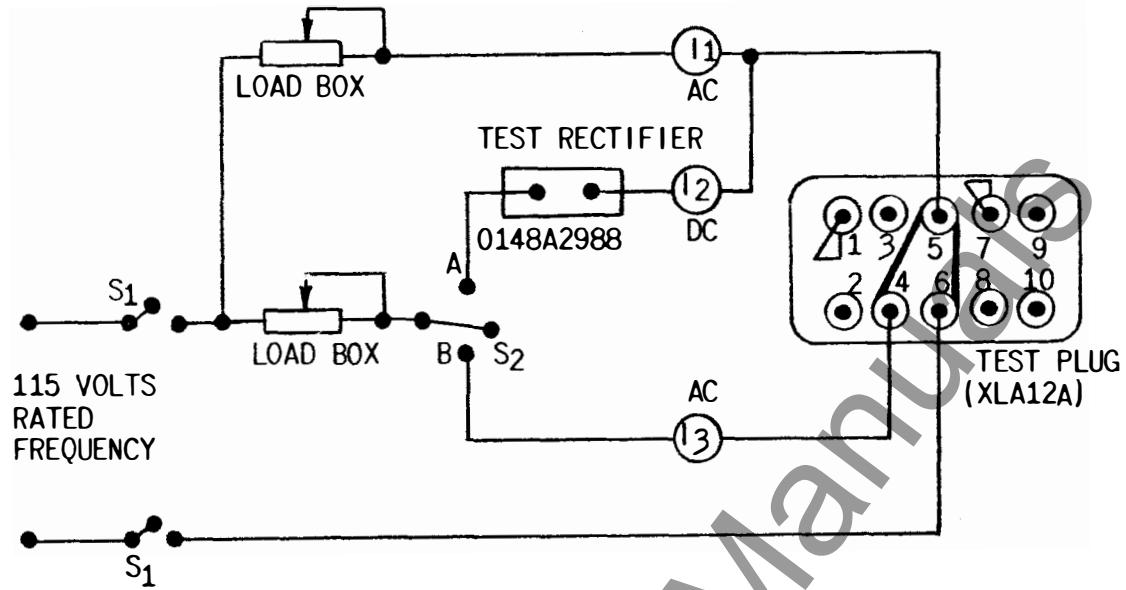 LOAD BOX
I1
AC
TEST RECTIFIER
I2
0148A2988
DC
A
1 3 5 7 9
2 4 6 8 10
S1
LOAD BOX
B
S2
TEST PLUG
(XLA12A)
115 VOLTS
RATED
FREQUENCY
AC
I3
S1
Manuals